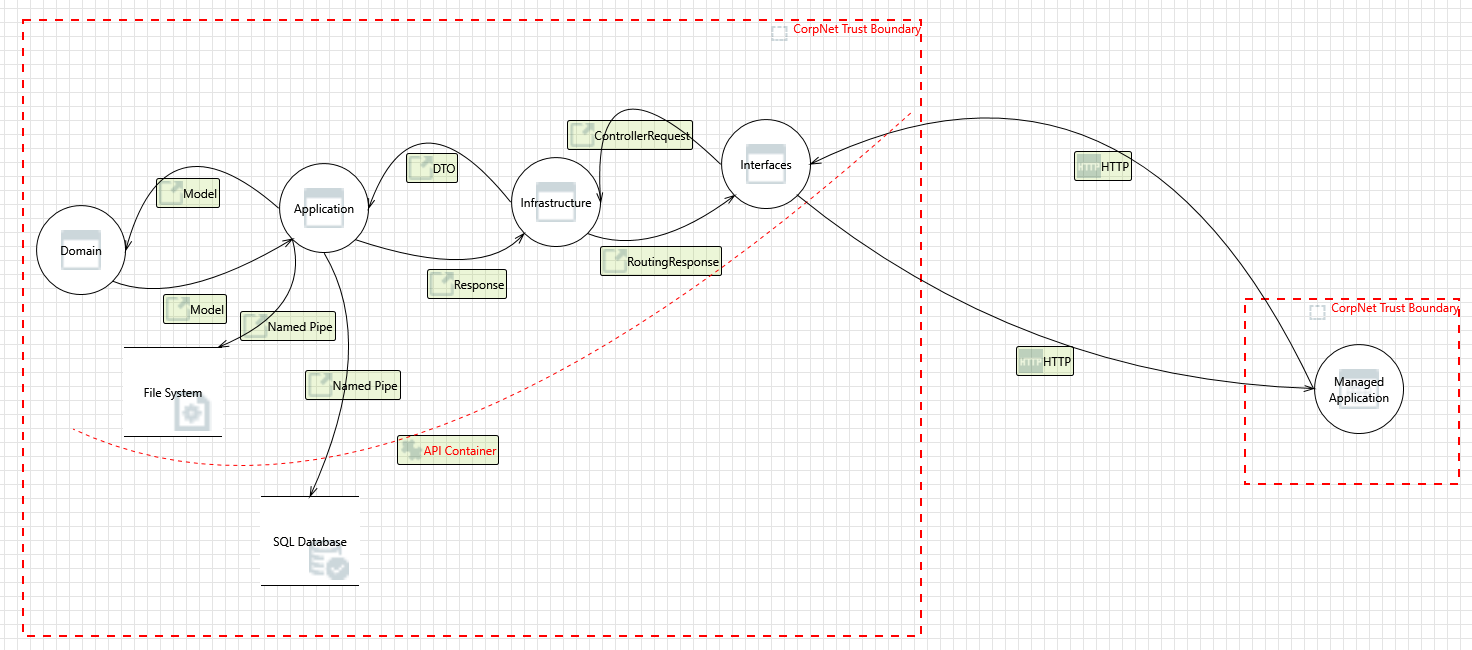 CorpNet Trust Boundary
ControllerRequest
DTO
Interfaces
HTTP
Model
Infrastructure
Application
Domain
RoutingResponse
Response
Model
CorpNet Trust Boundary
Named Pipe
HTTP
Named Pipe
Managed
Application
File System
API Container
SQL Database